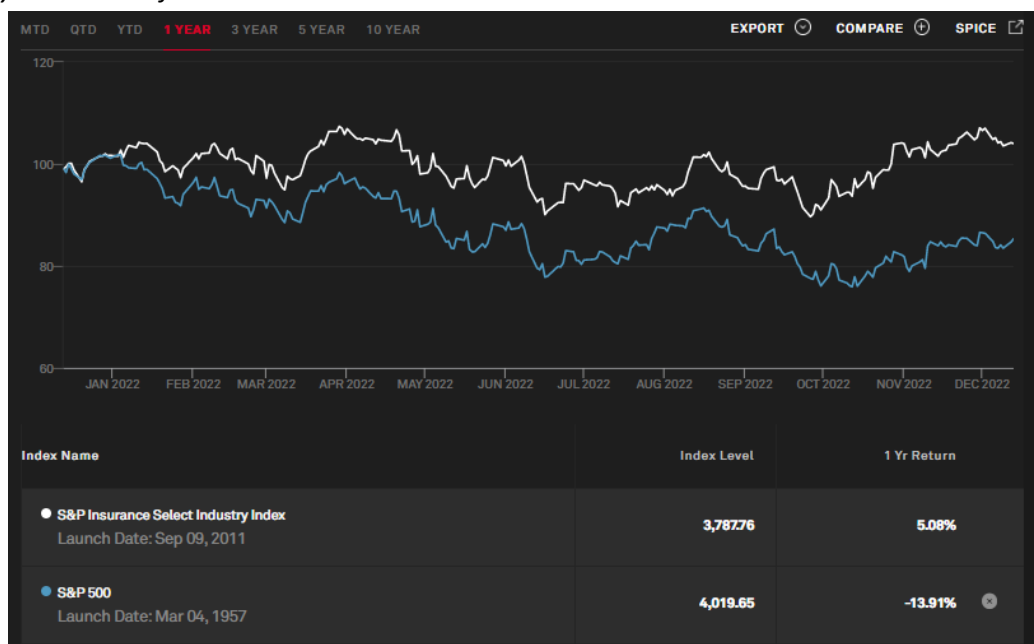 MTD QTD YTD 1 YEAR 3 YEAR 5 YEAR 10 YEAR EXPORT COMPARE SPICE
120
100
80
60
JAN 2022 FEB 2022 MAR 2022 APR 2022 MAY 2022 JUN 2022 JUL 2022 AUG 2022 SEP 2022 OCT 2022 NOV 2022 DEC 2022
Index Name Index Level 1 Yr Return
S&P Insurance Select Industry Index 3,787.76 5.08%
Launch Date: Sep 09, 2011
S&P 500 4,019.65 -13.91%
Launch Date: Mar 04, 1957